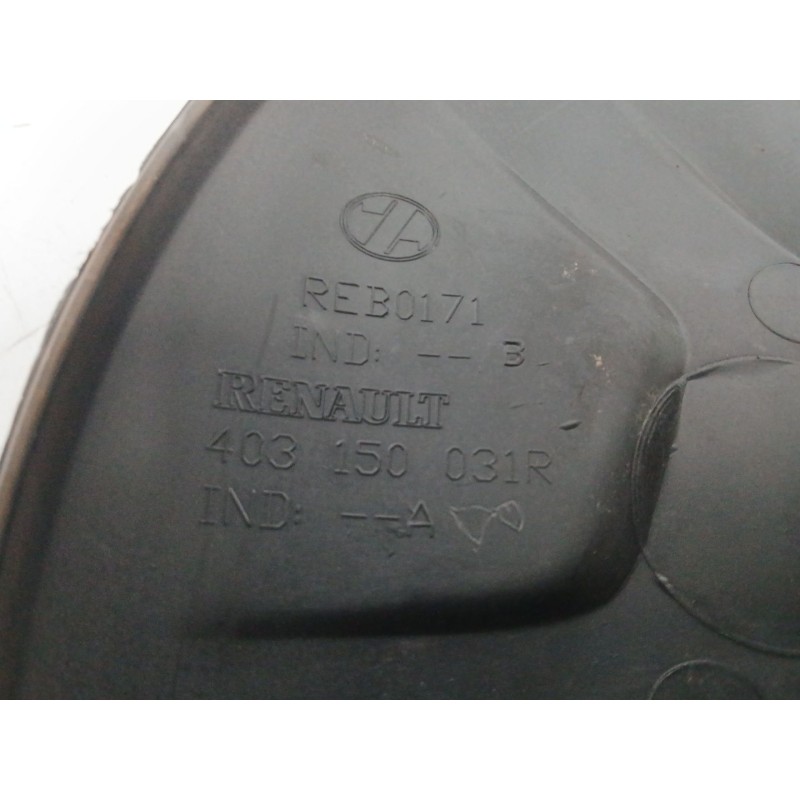 REB0171
IND: -- B
RENAULT
403 150 031R
IND: --A